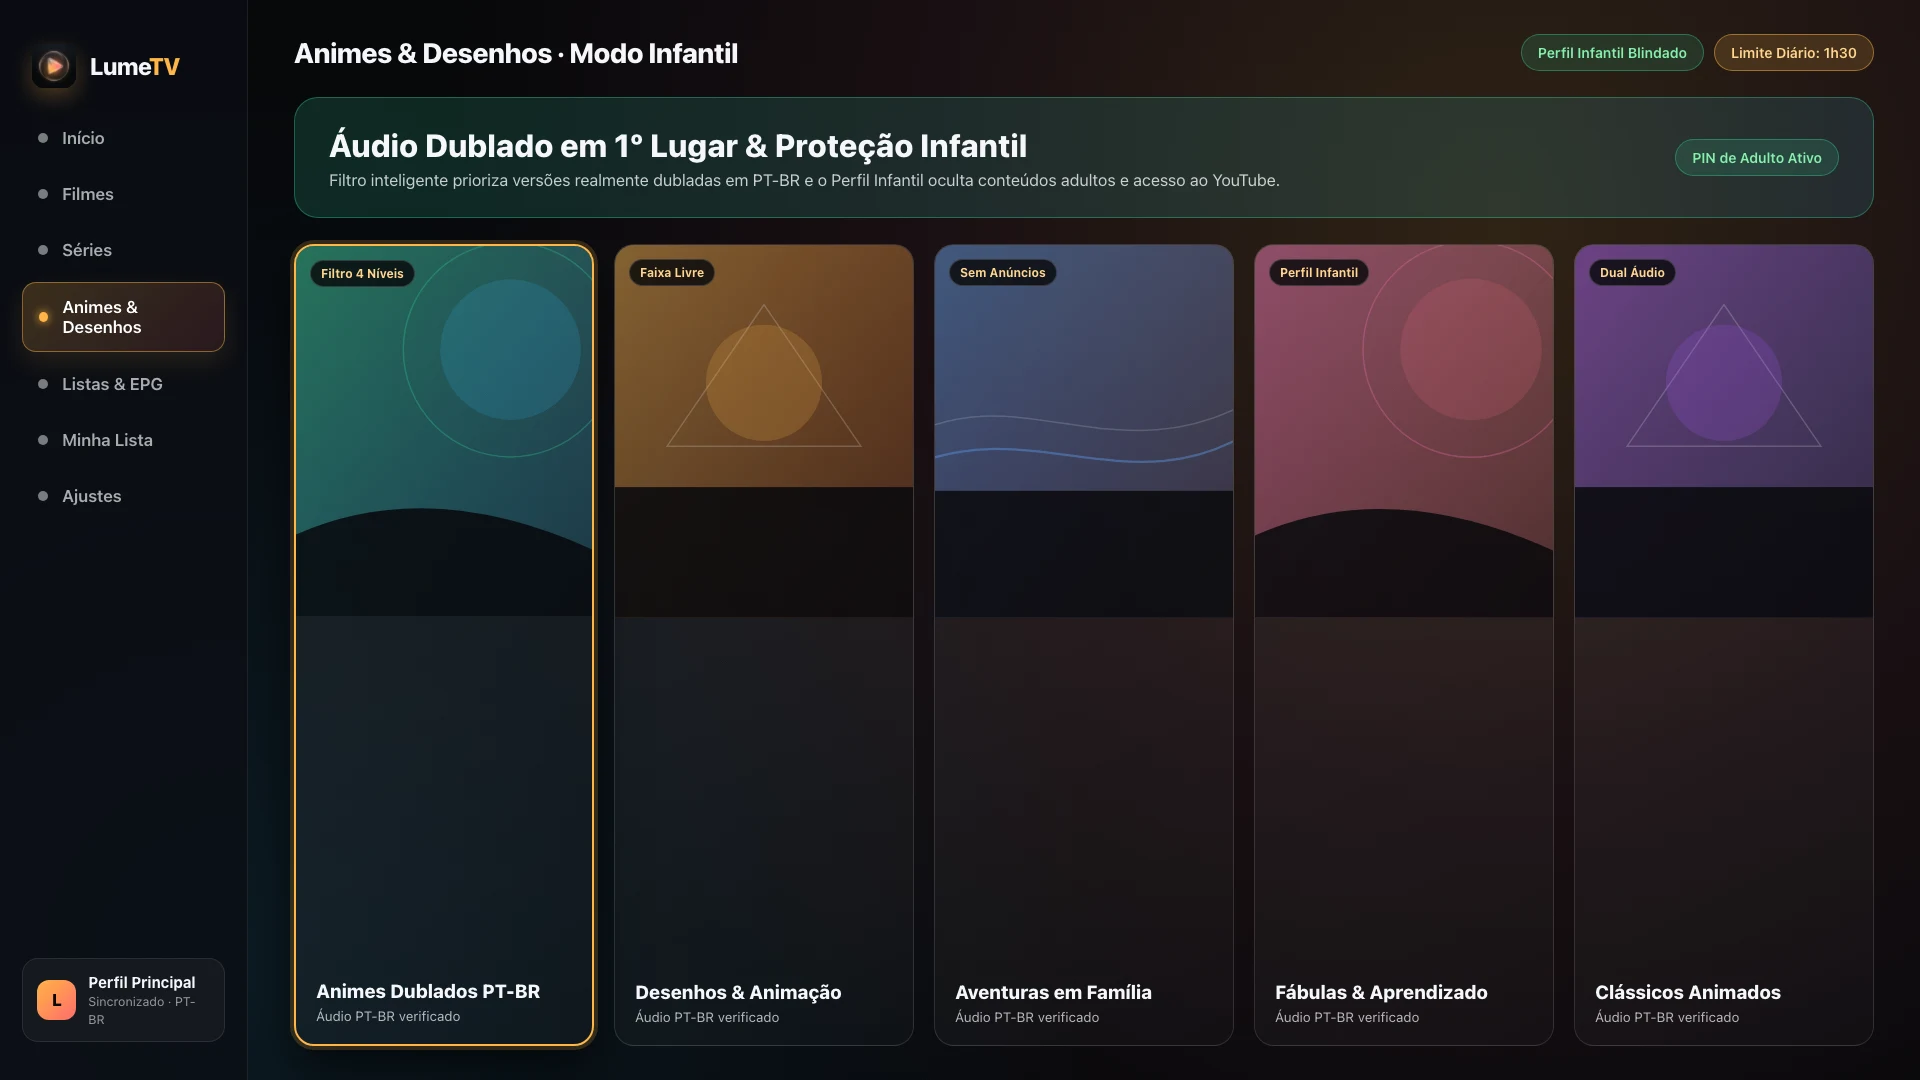 LumeTV
Início
Filmes
Séries
Animes &
Desenhos
Listas & EPG
Minha Lista
Ajustes
L
Perfil Principal
Sincronizado · PT-
BR
Animes & Desenhos · Modo Infantil
Perfil Infantil Blindado
Limite Diário: 1h30
Áudio Dublado em 1º Lugar & Proteção Infantil
Filtro inteligente prioriza versões realmente dubladas em PT-BR e o Perfil Infantil oculta conteúdos adultos e acesso ao YouTube.
PIN de Adulto Ativo
Filtro 4 Níveis
Animes Dublados PT-BR
Áudio PT-BR verificado
Faixa Livre
Desenhos & Animação
Áudio PT-BR verificado
Sem Anúncios
Aventuras em Família
Áudio PT-BR verificado
Perfil Infantil
Fábulas & Aprendizado
Áudio PT-BR verificado
Dual Áudio
Clássicos Animados
Áudio PT-BR verificado